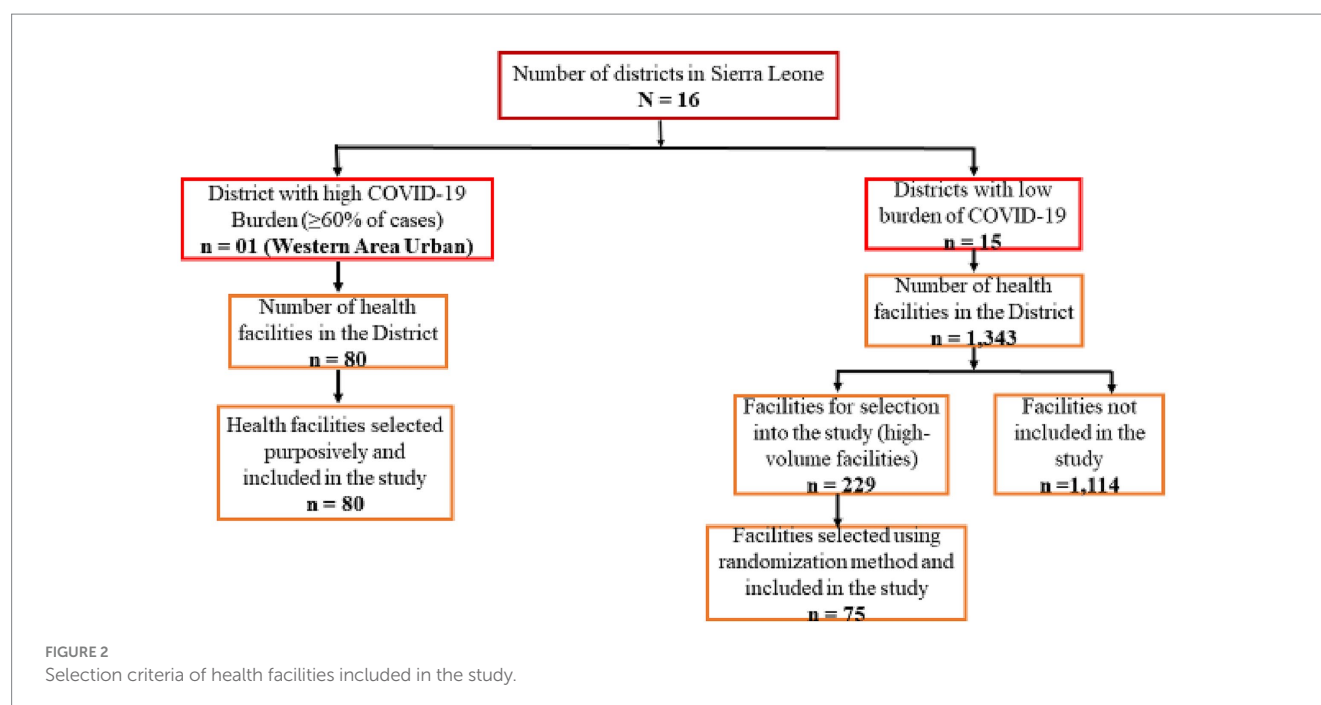 Number of districts in Sierra Leone
N = 16
District with high COVID-19
Burden (≥60% of cases)
n = 01 (Western Area Urban)
Districts with low
burden of COVID-19
n = 15
Number of health
facilities in the District
n = 80
Number of health
facilities in the District
n = 1,343
Health facilities selected
purposively and
included in the study
n = 80
Facilities for selection
into the study (high-
volume facilities)
n = 229
Facilities not
included in the
study
n =1,114
Facilities selected using
randomization method and
included in the study
n = 75
FIGURE 2
Selection criteria of health facilities included in the study.